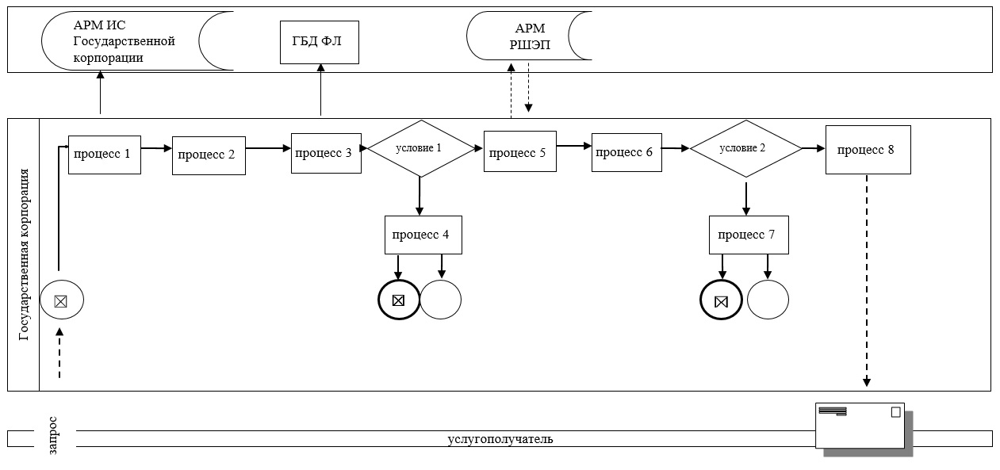 АРМ ИС
Государственной
корпорации
ГБД ФЛ
АРМ
РШЭП
Государственная корпорация
процесс 1
процесс 2
процесс 3
условие 1
процесс 5
процесс 6
условие 2
процесс 8
процесс 4
процесс 7
запрос
услугополучатель